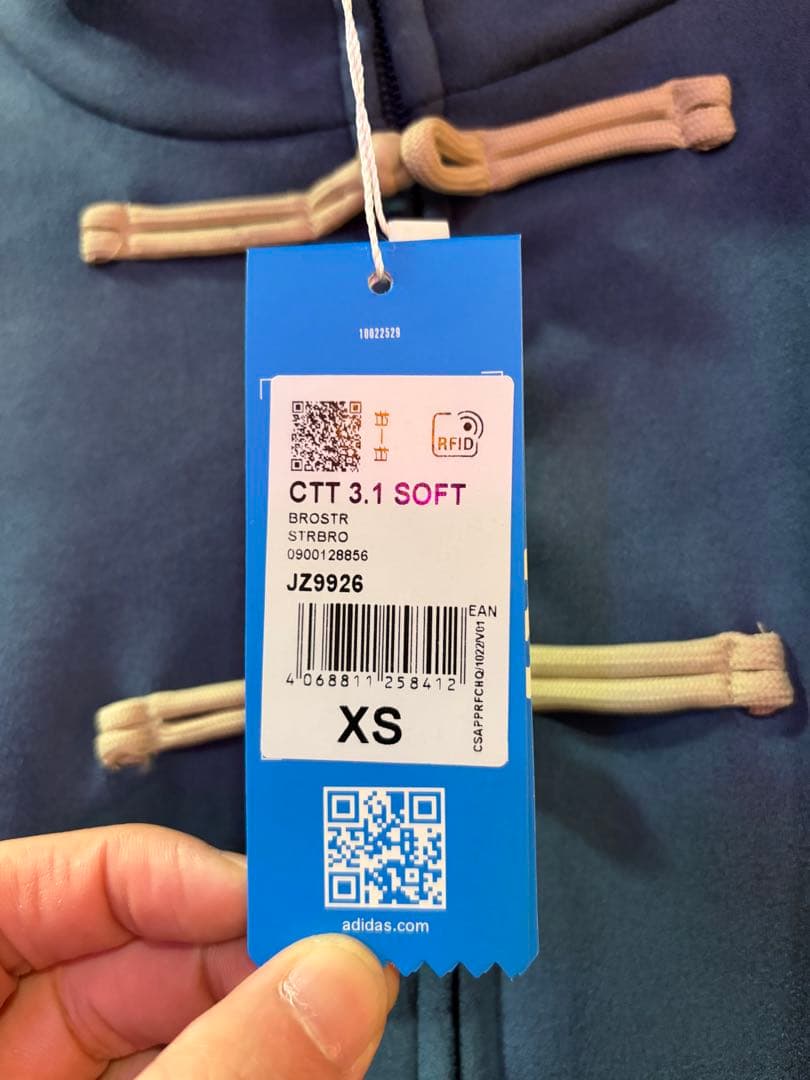 10022529
RFID
CTT 3.1 SOFT
BROSTR
STRBRO
0900128856
JZ9926
EAN
4 068811 258412
CSAPPRFCHQ/1022/V01
XS
adidas.com